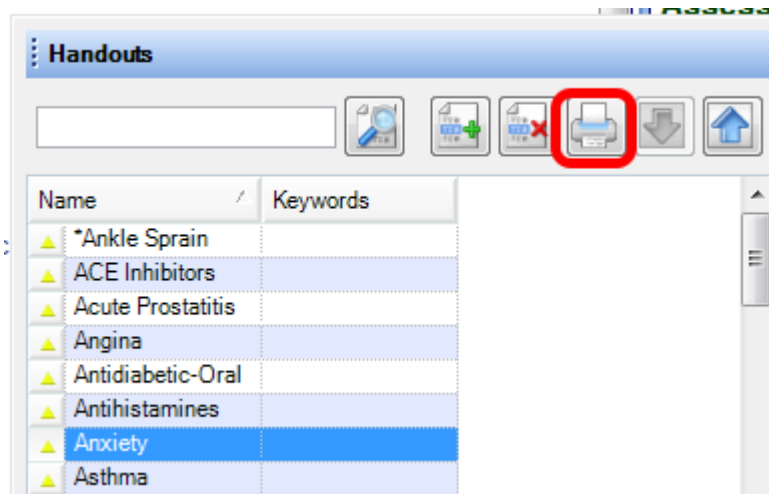 Handouts
Name Keywords
*Ankle Sprain
ACE Inhibitors
Acute Prostatitis
Angina
Antidiabetic-Oral
Antihistamines
Anxiety
Asthma